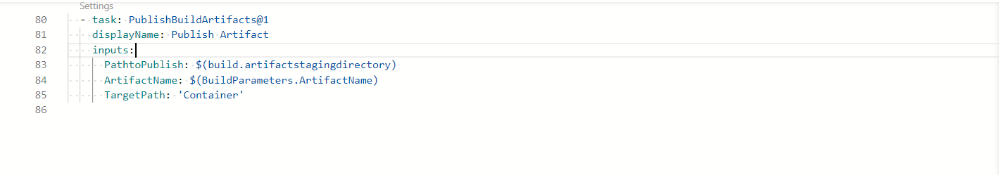 Settings
80 - task: PublishBuildArtifacts@1
81 displayName: Publish Artifact
82 inputs:
83 PathtoPublish: $(build.artifactstagingdirectory)
84 ArtifactName: $(BuildParameters.ArtifactName)
85 TargetPath: 'Container'
86